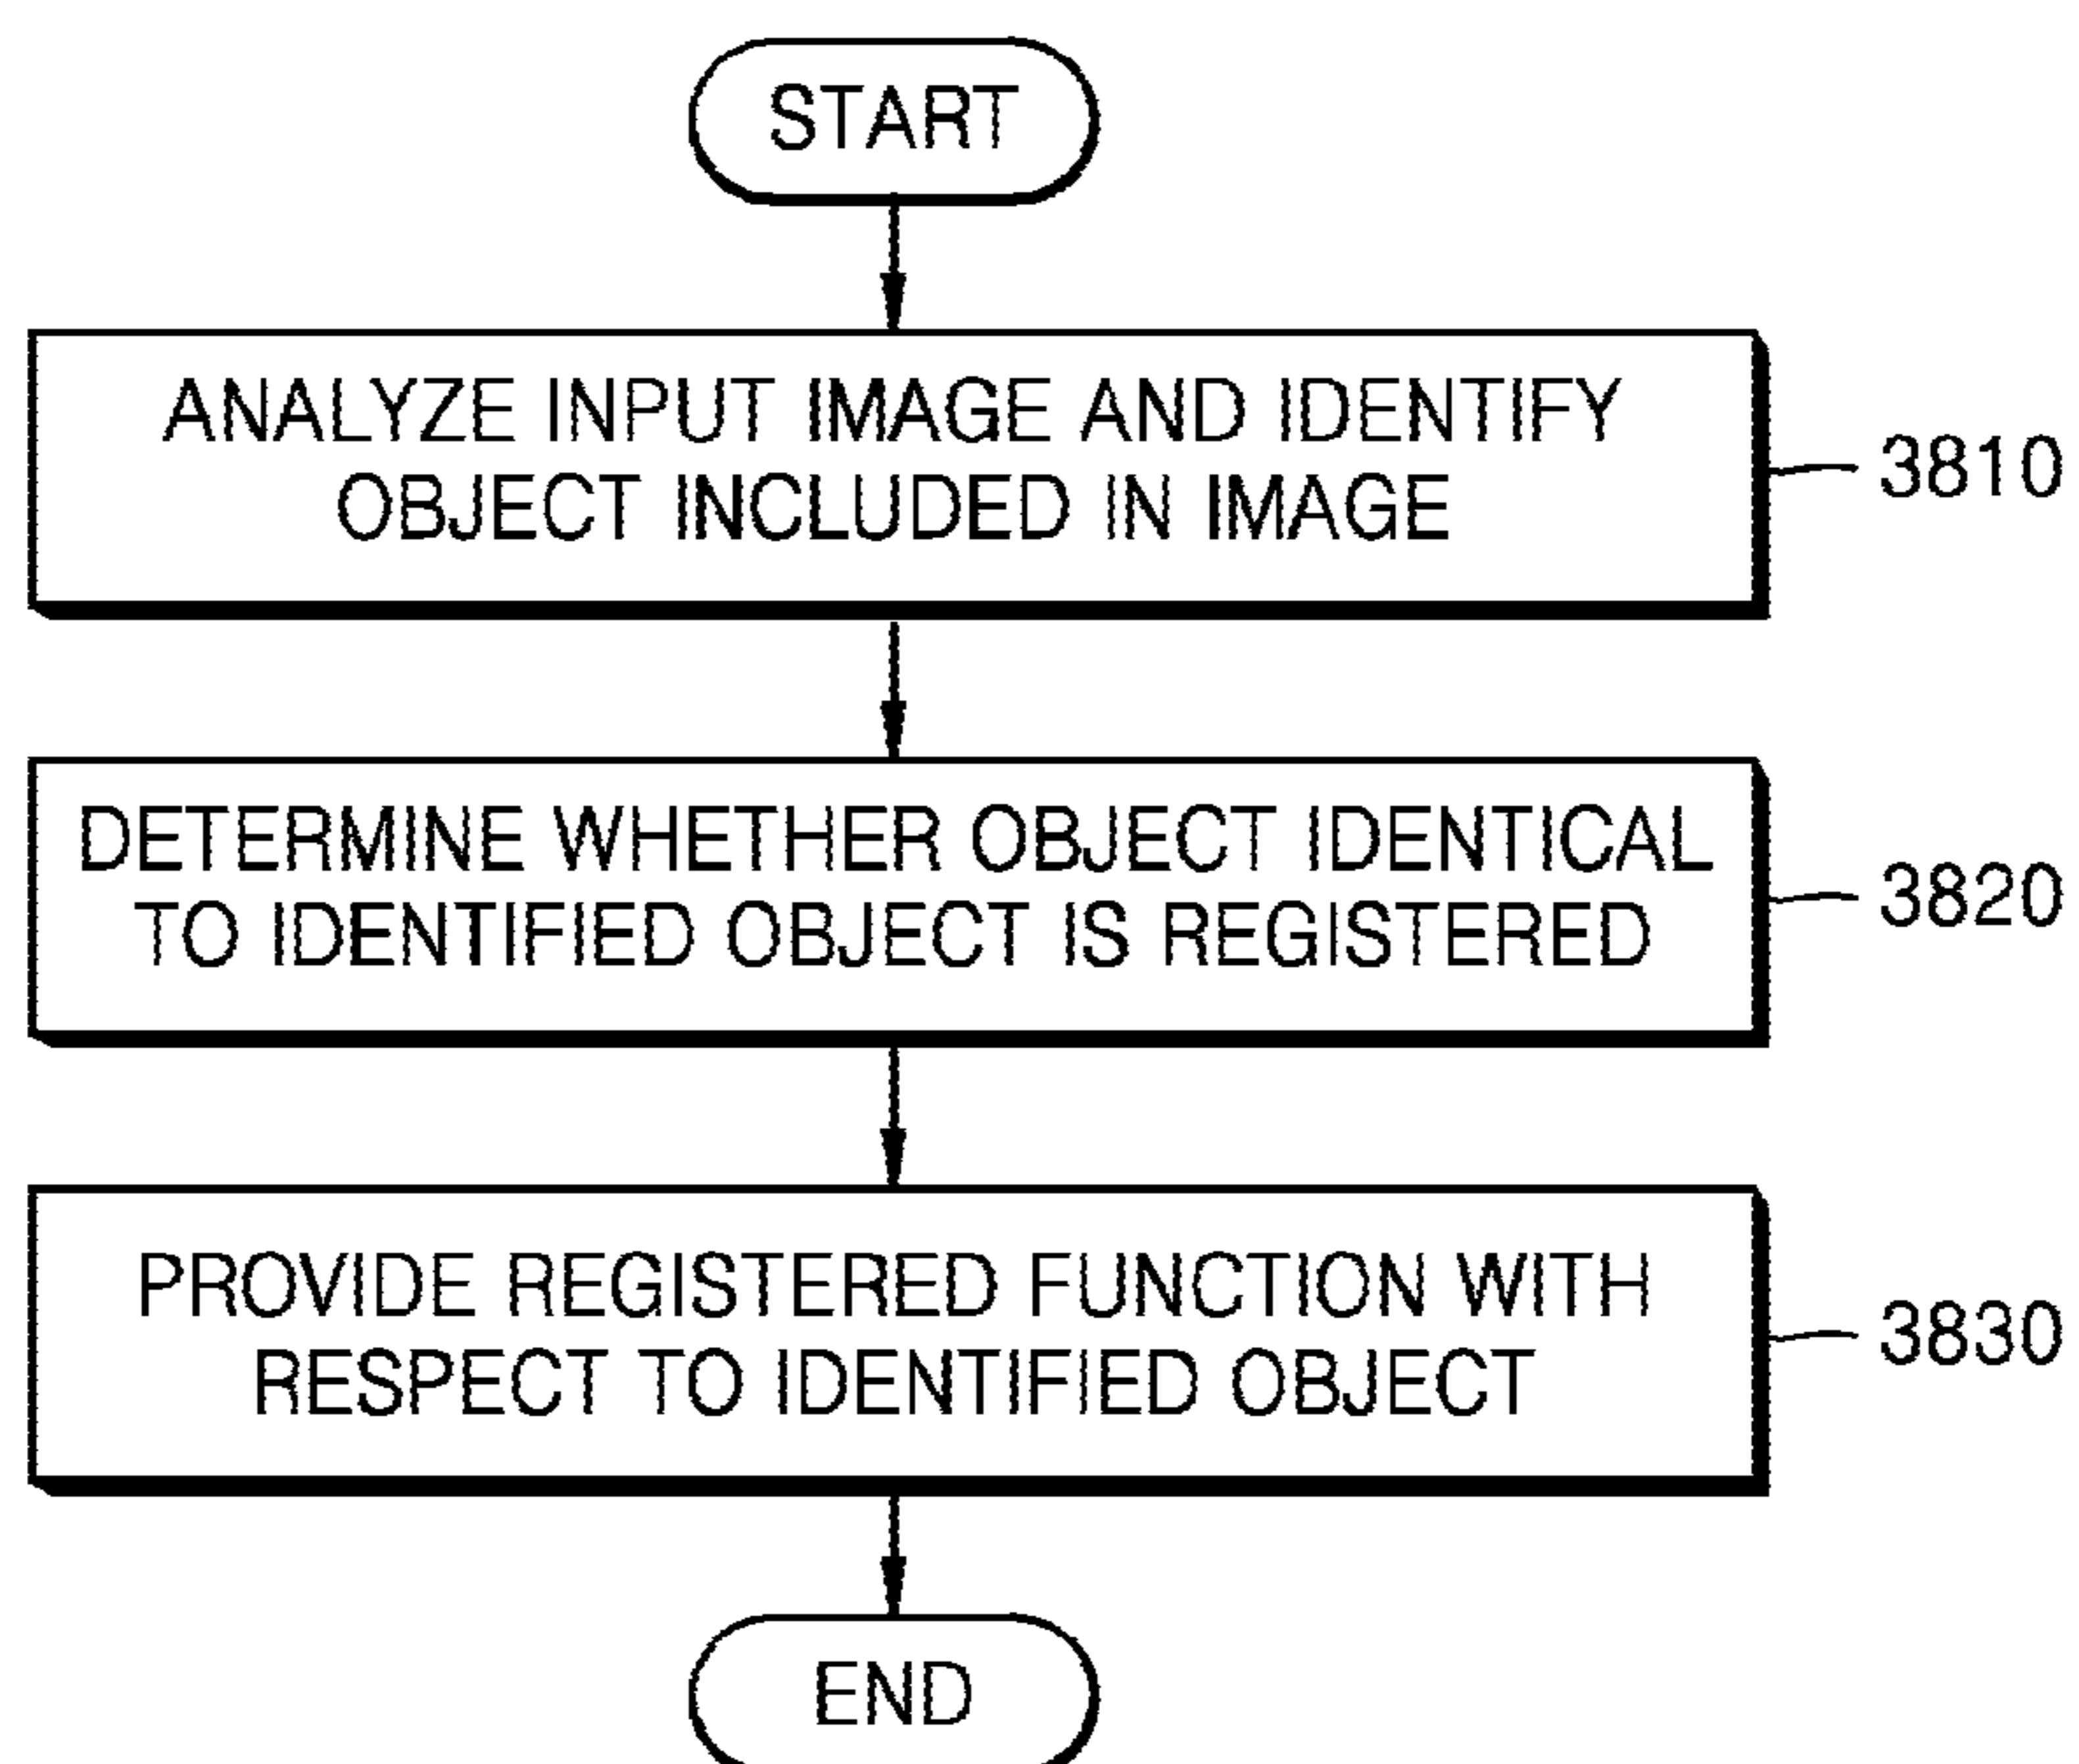 START
ANALYZE INPUT IMAGE AND IDENTIFY
OBJECT INCLUDED IN IMAGE
3810
DETERMINE WHETHER OBJECT IDENTICAL
TO IDENTIFIED OBJECT IS REGISTERED
3820
PROVIDE REGISTERED FUNCTION WITH
RESPECT TO IDENTIFIED OBJECT
3830
END